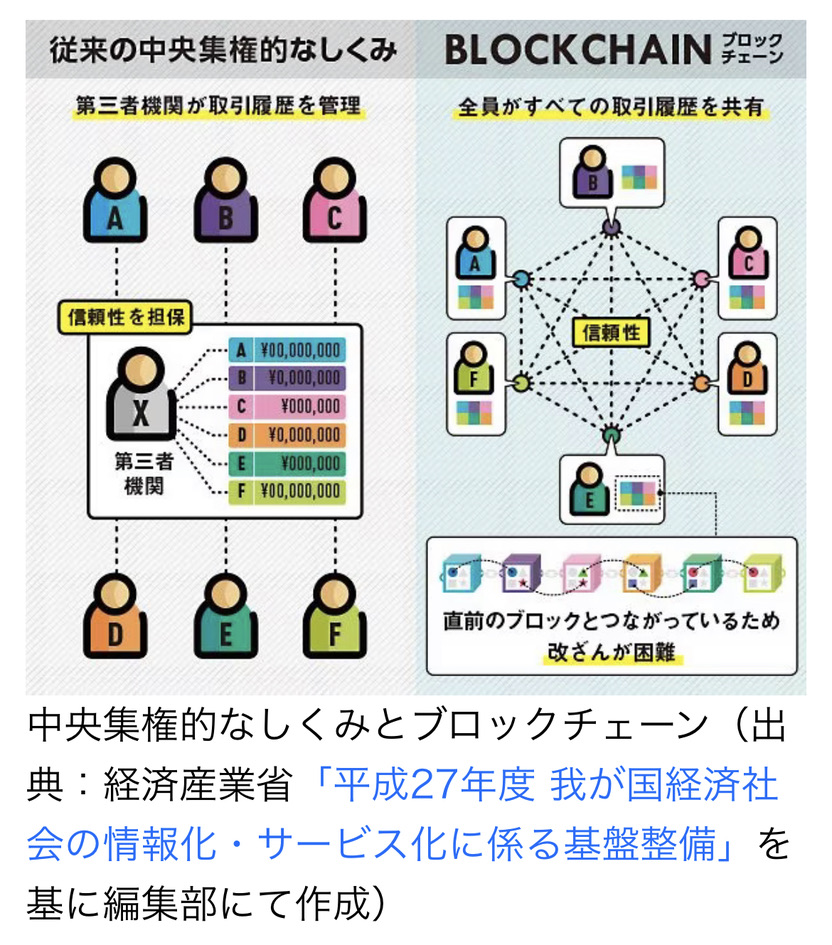 従来の中央集権的なしくみ
第三者機関が取引履歴を管理
A
B
C
信頼性を担保
X
第三者
機関
A ¥00,000,000
B ¥0,000,000
C ¥000,000
D ¥0,000,000
E ¥000,000
F ¥00,000,000
D
E
F
BLOCKCHAIN ブロック
チェーン
全員がすべての取引履歴を共有
B
A
C
信頼性
F
D
E
直前のブロックとつながっているため
改ざんが困難
中央集権的なしくみとブロックチェーン（出
典：経済産業省「平成27年度 我が国経済社
会の情報化・サービス化に係る基盤整備」を
基に編集部にて作成）